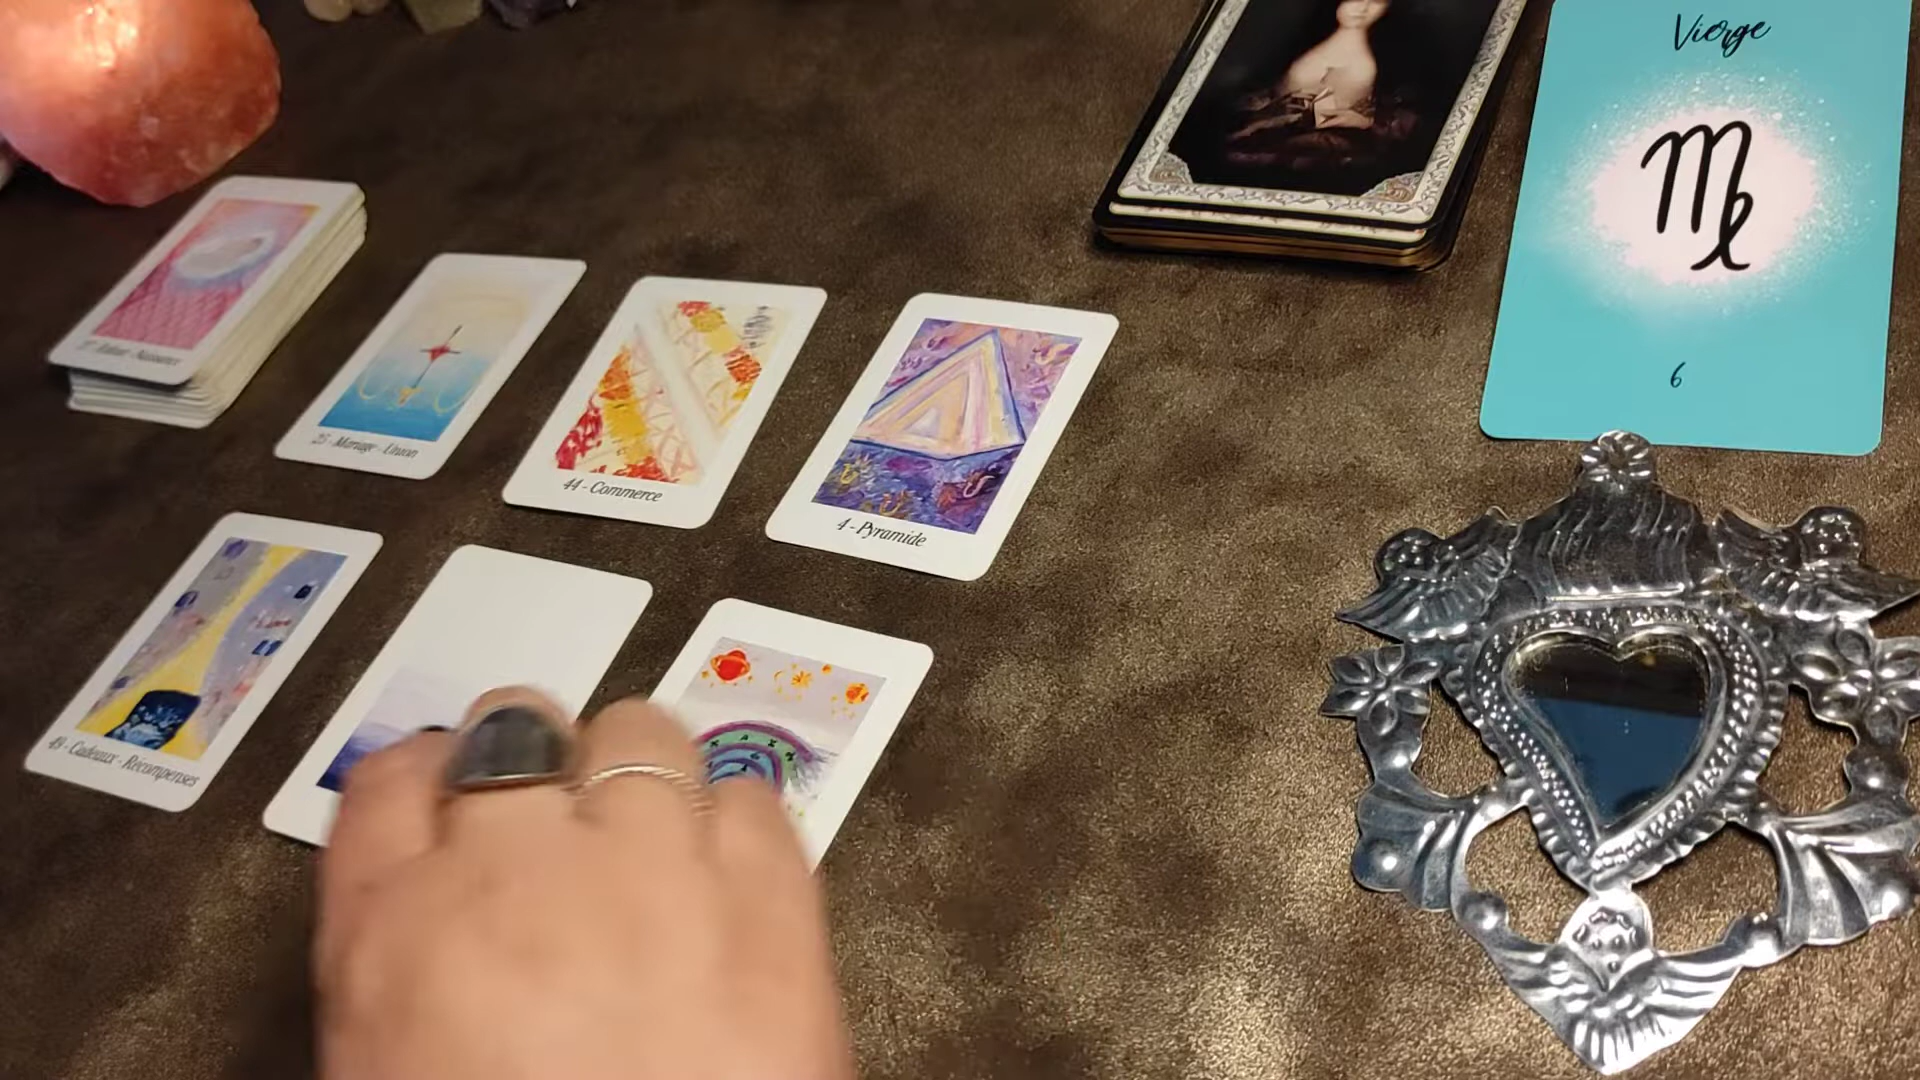 Vierge
6
25 - Mariage - Union
44 - Commerce
4 - Pyramide
49 - Cadeaux - Récompenses